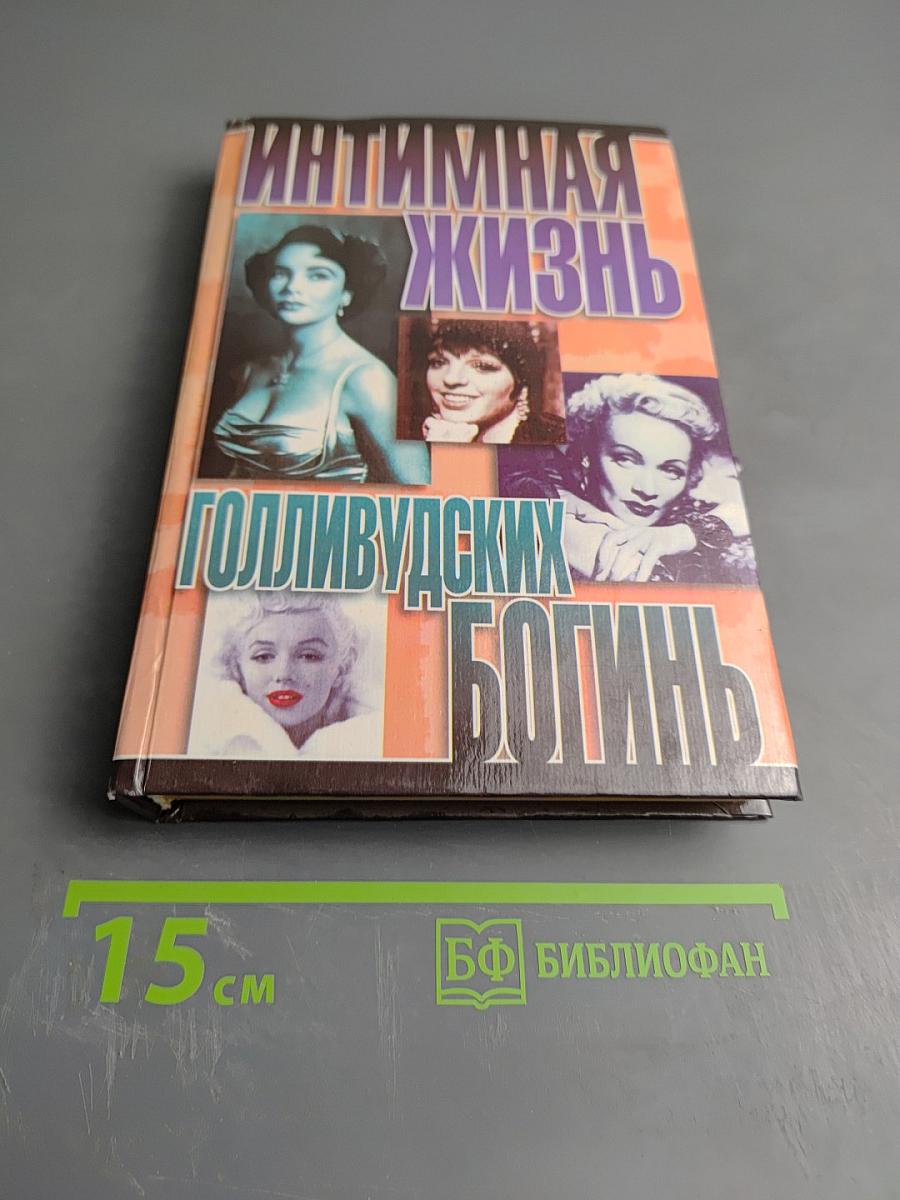 ИНТИМНАЯ
ЖИЗНЬ
ГОЛЛИВУДСКИХ
БОГИНЬ
15 см
БФ БИБЛИОФАН